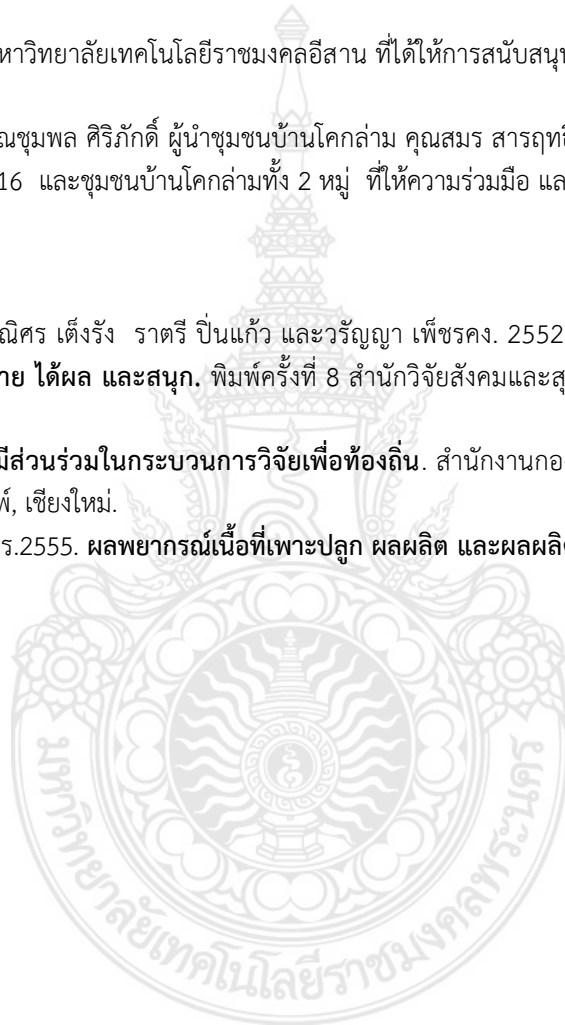 หาวิทยาลัยเทคโนโลยีราชมงคลอีสาน ที่ได้ให้การสนับสนุน
ณชุมพล ศิริภักดิ์ ผู้นำชุมชนบ้านโคกล่าม คุณสมร สารฤทธิ
16 และชุมชนบ้านโคกล่ามทั้ง 2 หมู่ ที่ให้ความร่วมมือ และ
ณิศร เต็งรัง ราตรี ปิ่นแก้ว และวรัญญา เพ็ชรคง. 2552
าย ได้ผล และสนุก. พิมพ์ครั้งที่ 8 สำนักวิจัยสังคมและสุ
มีส่วนร่วมในกระบวนการวิจัยเพื่อท้องถิ่น. สำนักงานกอ
พ์, เชียงใหม่.
ร.2555. ผลพยากรณ์เนื้อที่เพาะปลูก ผลผลิต และผลผลิ
มหาวิทยาลัยเทคโนโลยีราชมงคลพระนคร